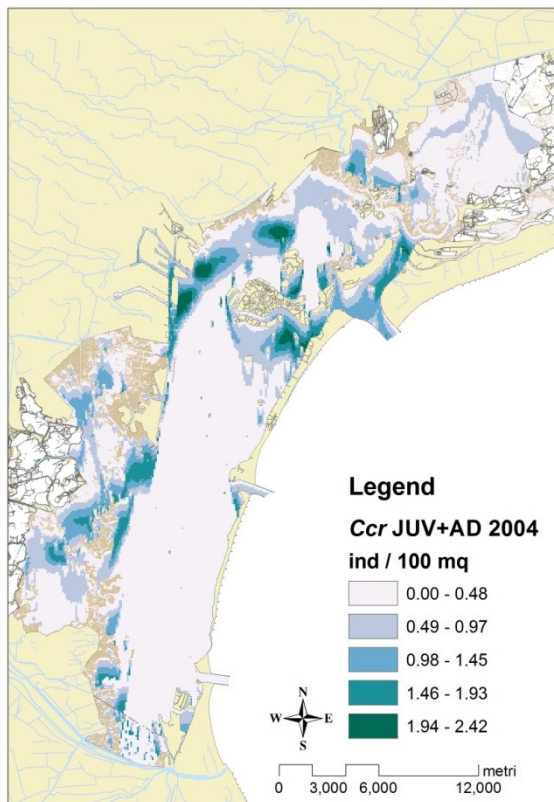 Legend
Ccr JUV+AD 2004
ind / 100 mq
0.00 - 0.48
0.49 - 0.97
0.98 - 1.45
1.46 - 1.93
1.94 - 2.42
N
W E
S
metri
0 3,000 6,000 12,000